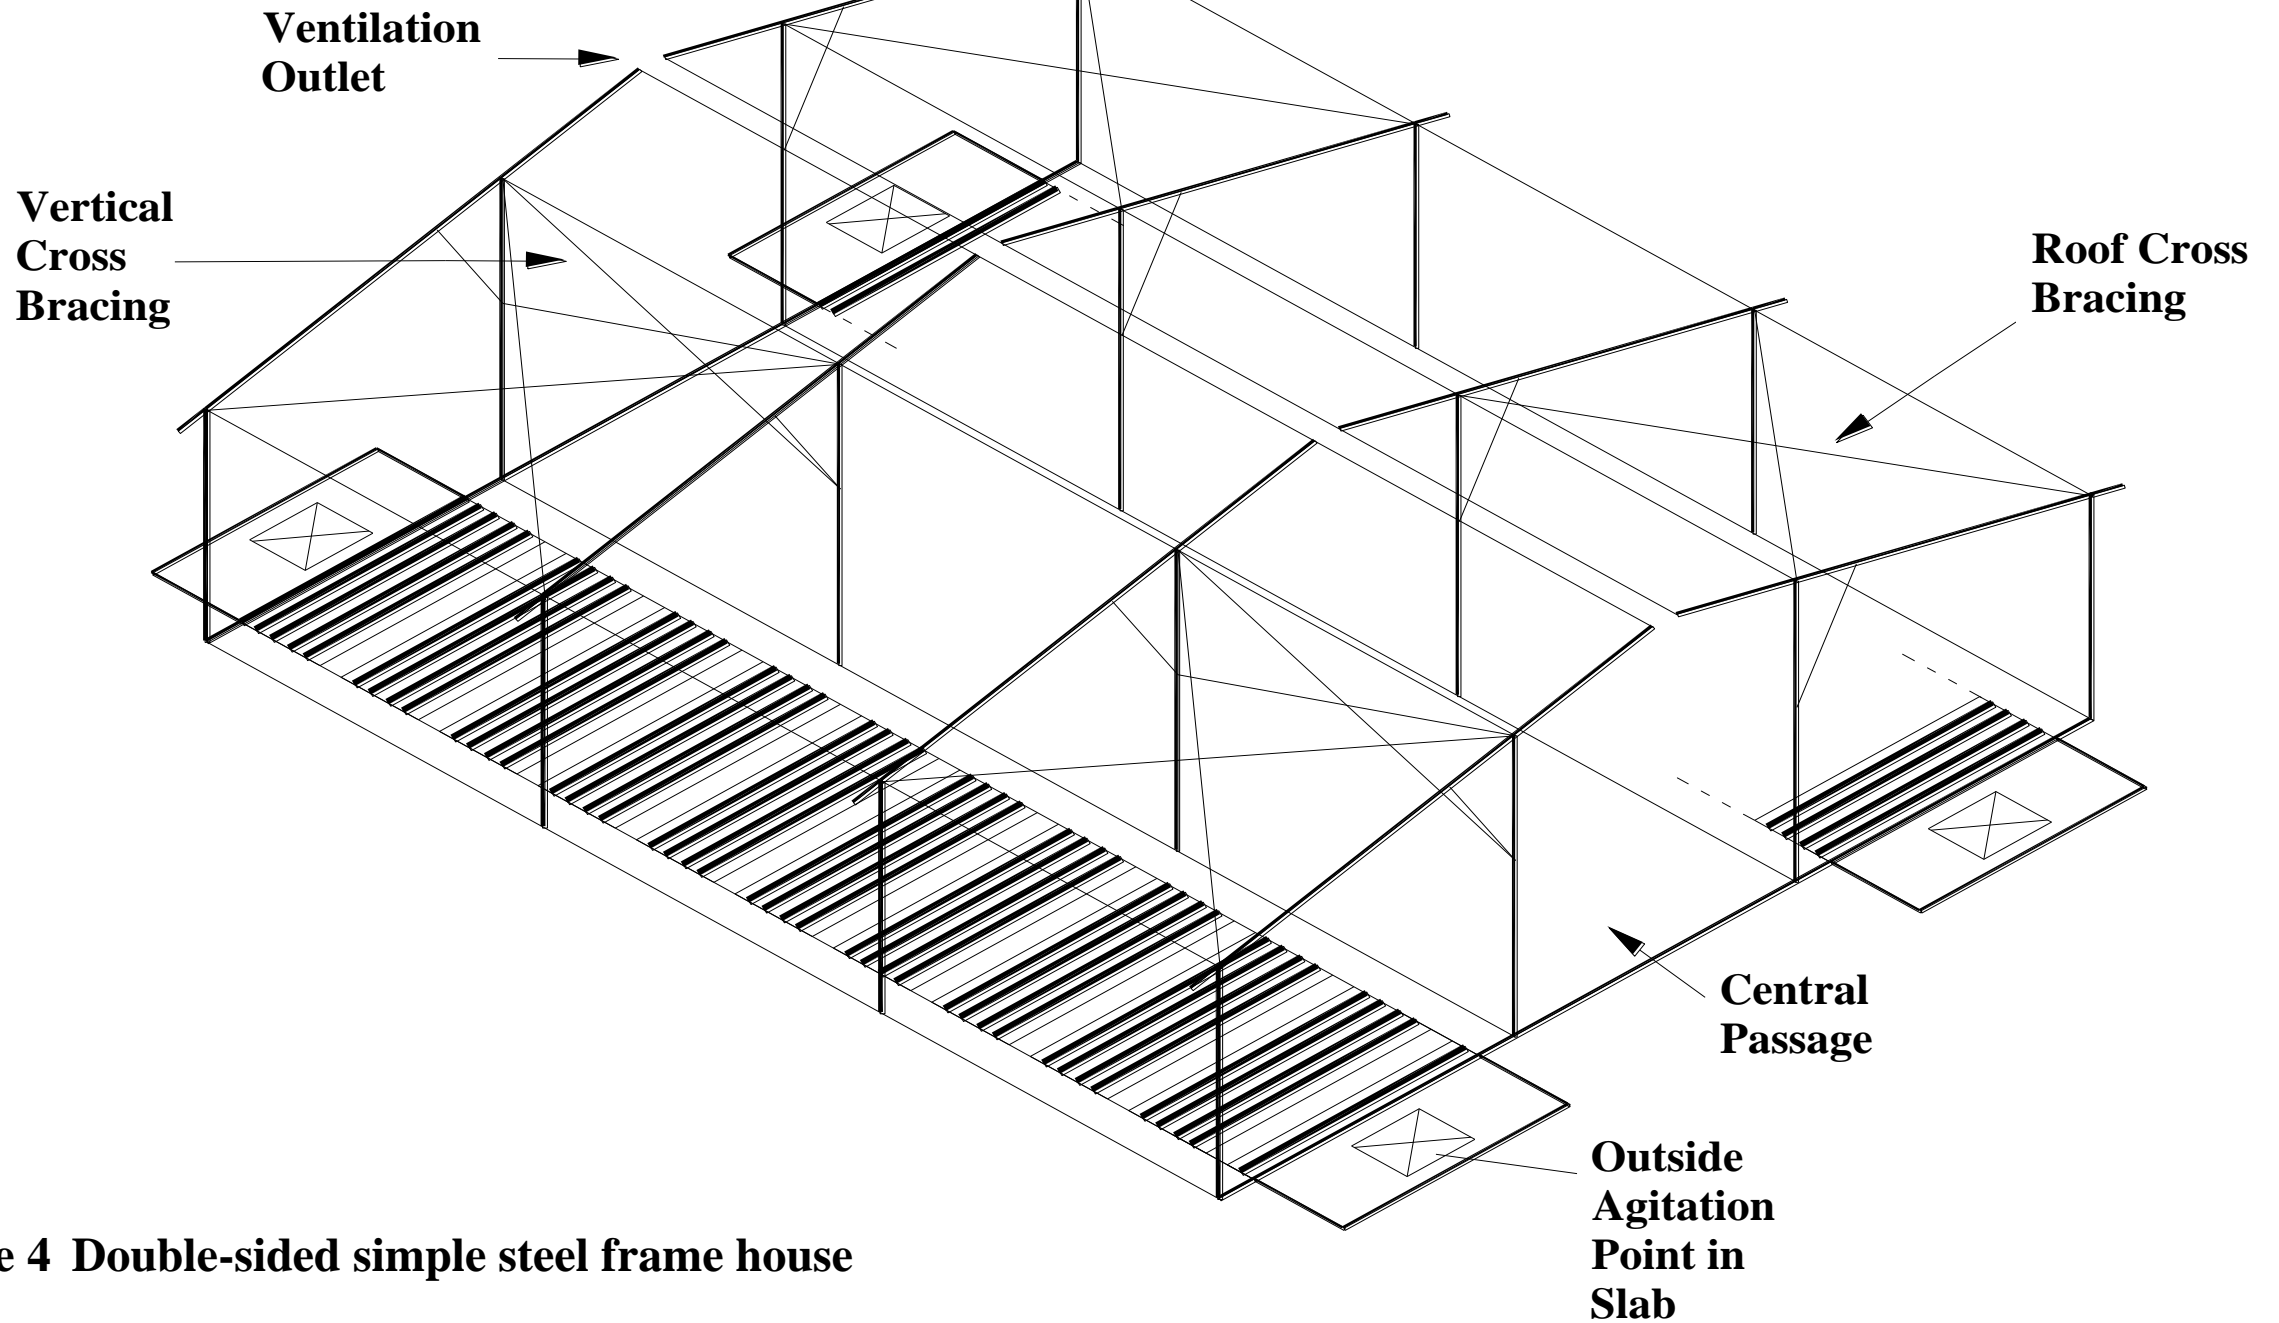 Ventilation
Outlet
Vertical
Cross
Bracing
Roof Cross
Bracing
Central
Passage
Outside
Agitation
Point in
Slab
e 4 Double-sided simple steel frame house